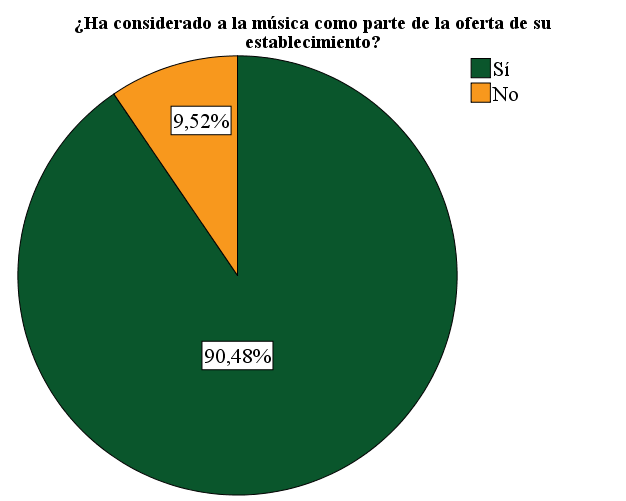 ¿Ha considerado a la música como parte de la oferta de su
establecimiento?
Sí
No
9,52%
90,48%